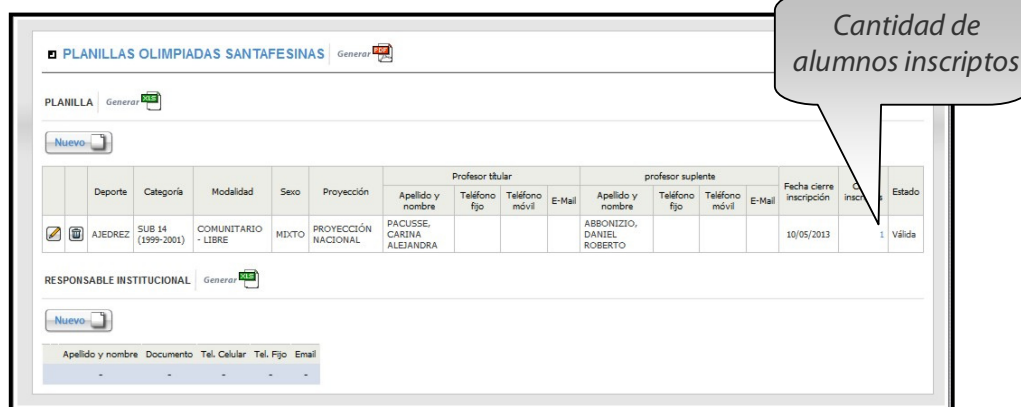 Cantidad de
alumnos inscriptos
PLANILLAS OLIMPIADAS SANTAFESINAS Generar PDF
PLANILLA Generar XLS
Nuevo
Profesor titular profesor suplente
Deporte Categoría Modalidad Sexo Proyección Apellido y nombre Teléfono fijo Teléfono móvil E-Mail Apellido y nombre Teléfono fijo Teléfono móvil E-Mail Fecha cierre inscripción Estado
AJEDREZ SUB 14 (1999-2001) COMUNITARIO - LIBRE MIXTO PROYECCIÓN NACIONAL PACUSSE, CARINA ALEJANDRA ABBONIZIO, DANIEL ROBERTO 10/05/2013 1 Válida
RESPONSABLE INSTITUCIONAL Generar XLS
Nuevo
Apellido y nombre Documento Tel. Celular Tel. Fijo Email
- - - - -